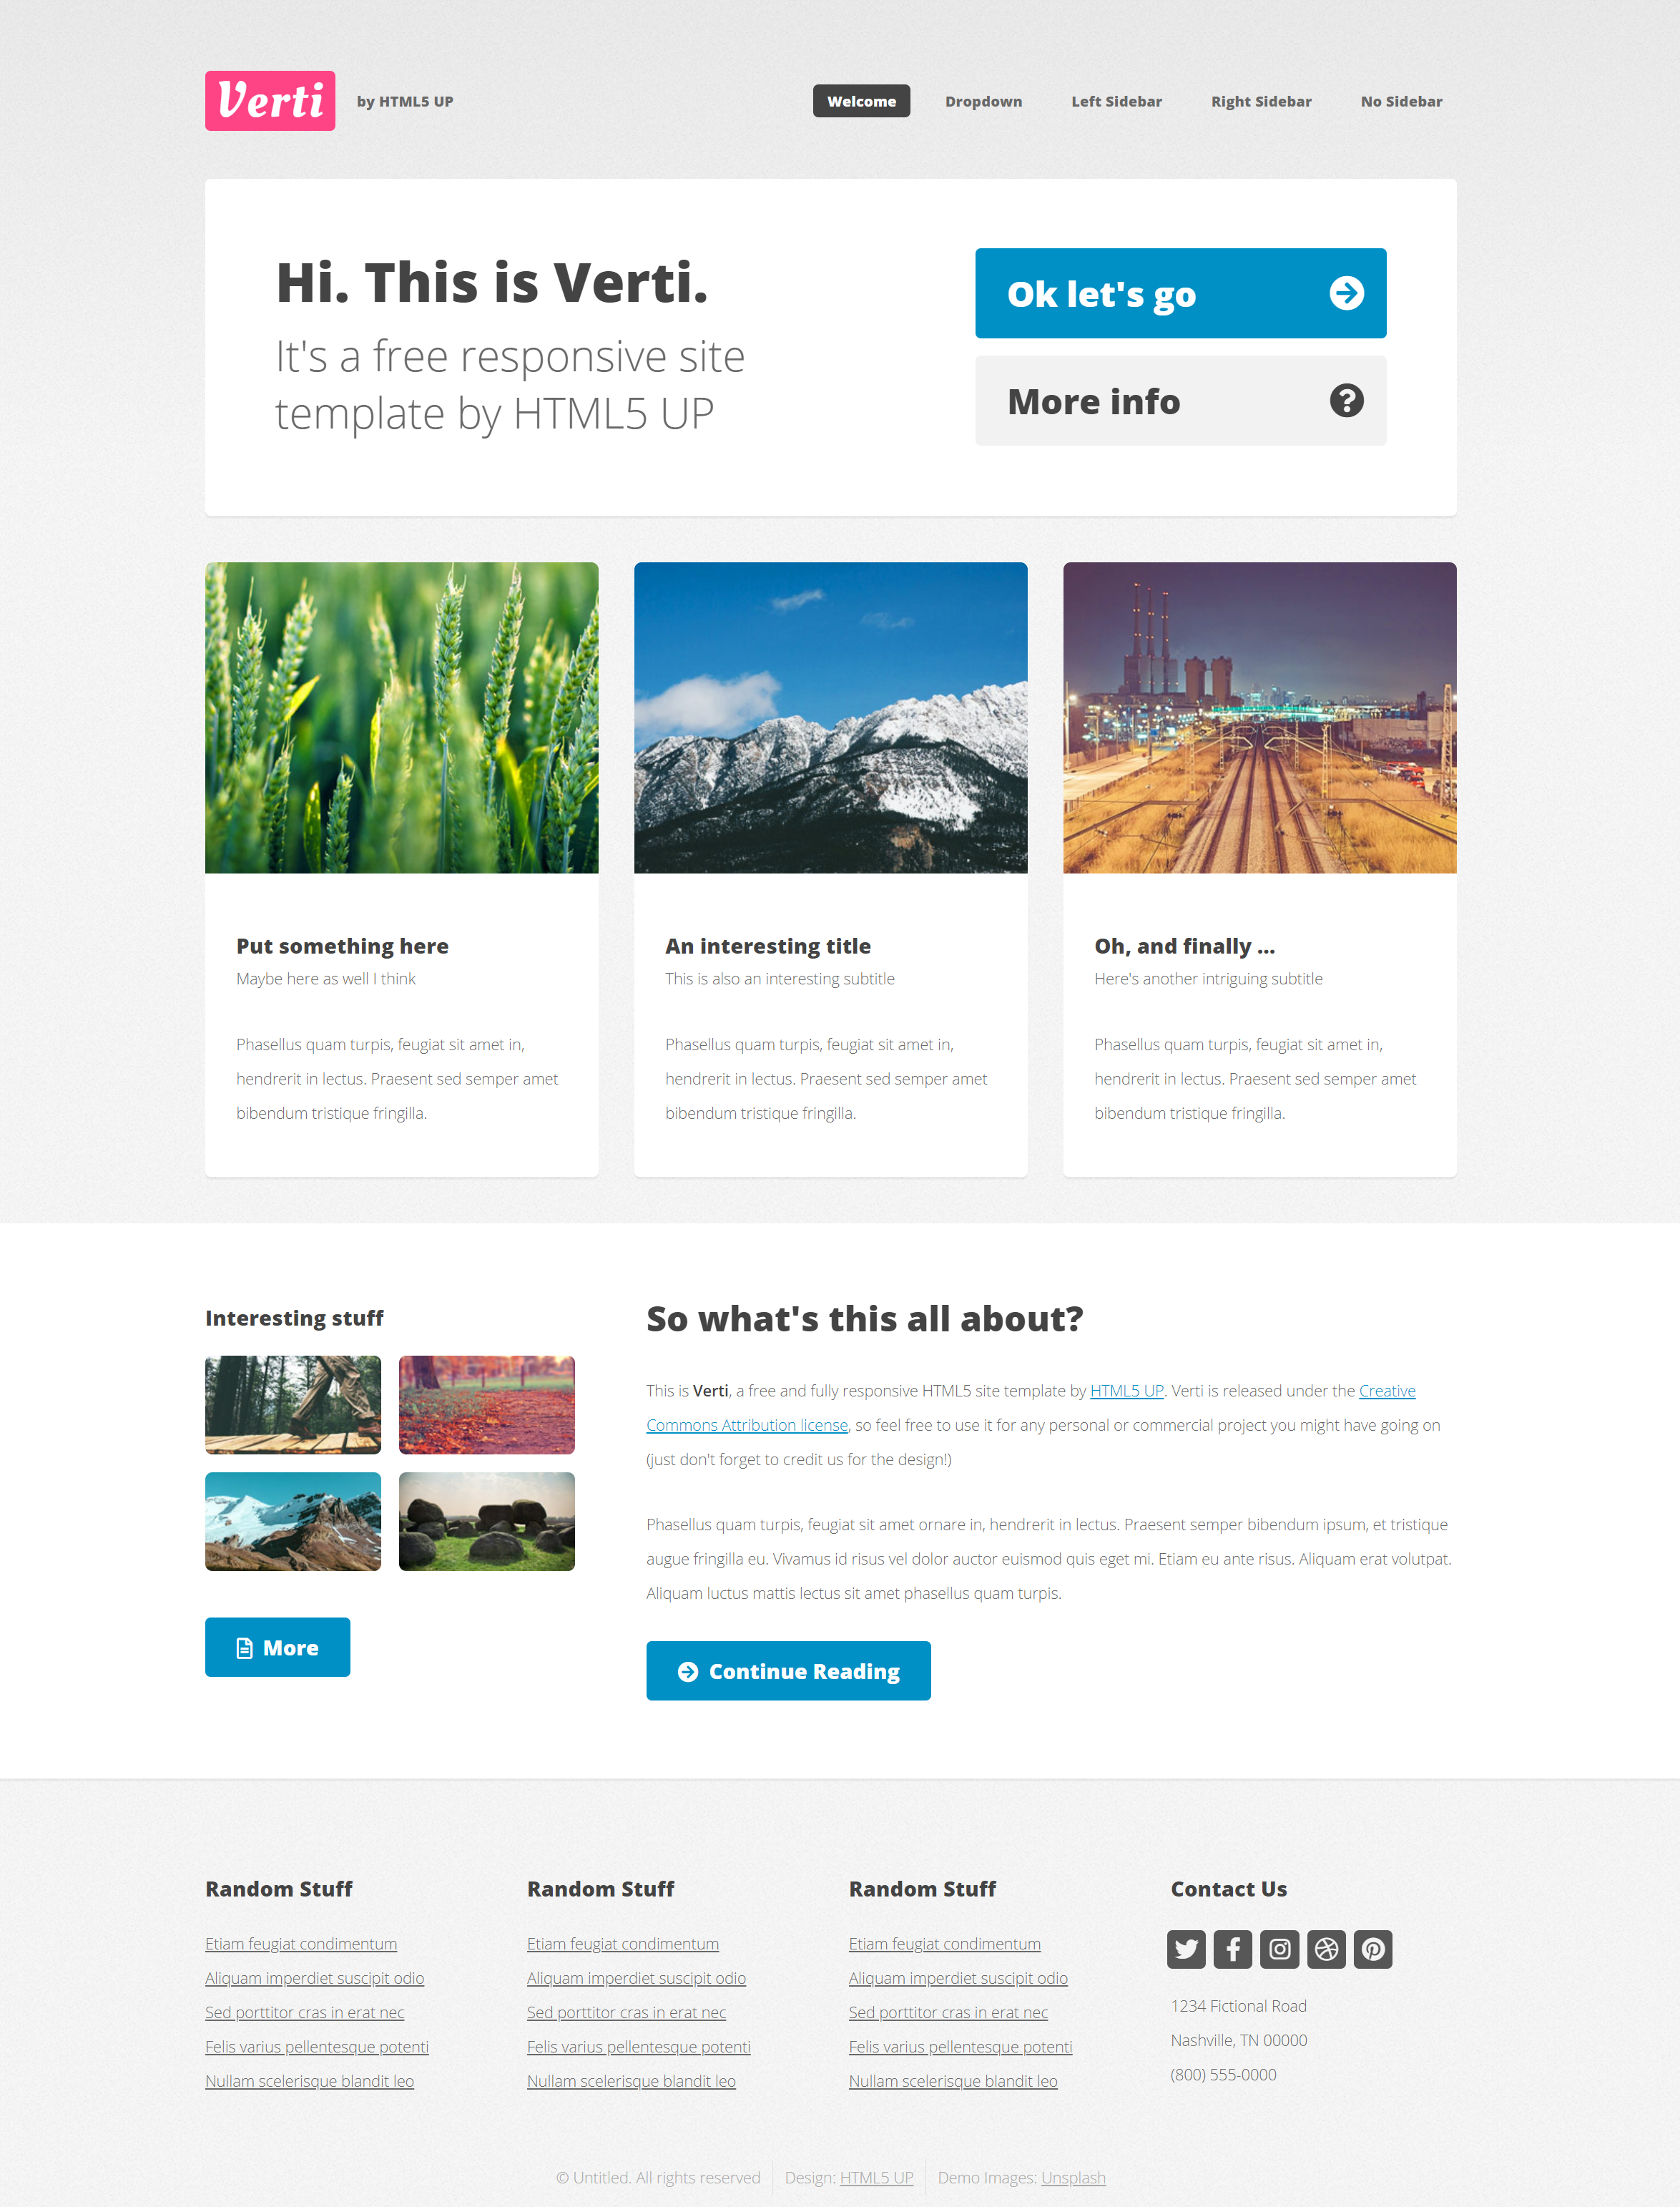 Verti
by HTML5 UP
Welcome
Dropdown
Left Sidebar
Right Sidebar
No Sidebar
Hi. This is Verti.
It's a free responsive site
template by HTML5 UP
Ok let's go
More info
Put something here
Maybe here as well I think
Phasellus quam turpis, feugiat sit amet in,
hendrerit in lectus. Praesent sed semper amet
bibendum tristique fringilla.
An interesting title
This is also an interesting subtitle
Phasellus quam turpis, feugiat sit amet in,
hendrerit in lectus. Praesent sed semper amet
bibendum tristique fringilla.
Oh, and finally ...
Here's another intriguing subtitle
Phasellus quam turpis, feugiat sit amet in,
hendrerit in lectus. Praesent sed semper amet
bibendum tristique fringilla.
Interesting stuff
More
So what's this all about?
This is Verti, a free and fully responsive HTML5 site template by HTML5 UP. Verti is released under the Creative
Commons Attribution license, so feel free to use it for any personal or commercial project you might have going on
(just don't forget to credit us for the design!)
Phasellus quam turpis, feugiat sit amet ornare in, hendrerit in lectus. Praesent semper bibendum ipsum, et tristique
augue fringilla eu. Vivamus id risus vel dolor auctor euismod quis eget mi. Etiam eu ante risus. Aliquam erat volutpat.
Aliquam luctus mattis lectus sit amet phasellus quam turpis.
Continue Reading
Random Stuff
Etiam feugiat condimentum
Aliquam imperdiet suscipit odio
Sed porttitor cras in erat nec
Felis varius pellentesque potenti
Nullam scelerisque blandit leo
Random Stuff
Etiam feugiat condimentum
Aliquam imperdiet suscipit odio
Sed porttitor cras in erat nec
Felis varius pellentesque potenti
Nullam scelerisque blandit leo
Random Stuff
Etiam feugiat condimentum
Aliquam imperdiet suscipit odio
Sed porttitor cras in erat nec
Felis varius pellentesque potenti
Nullam scelerisque blandit leo
Contact Us
1234 Fictional Road
Nashville, TN 00000
(800) 555-0000
© Untitled. All rights reserved
Design: HTML5 UP
Demo Images: Unsplash